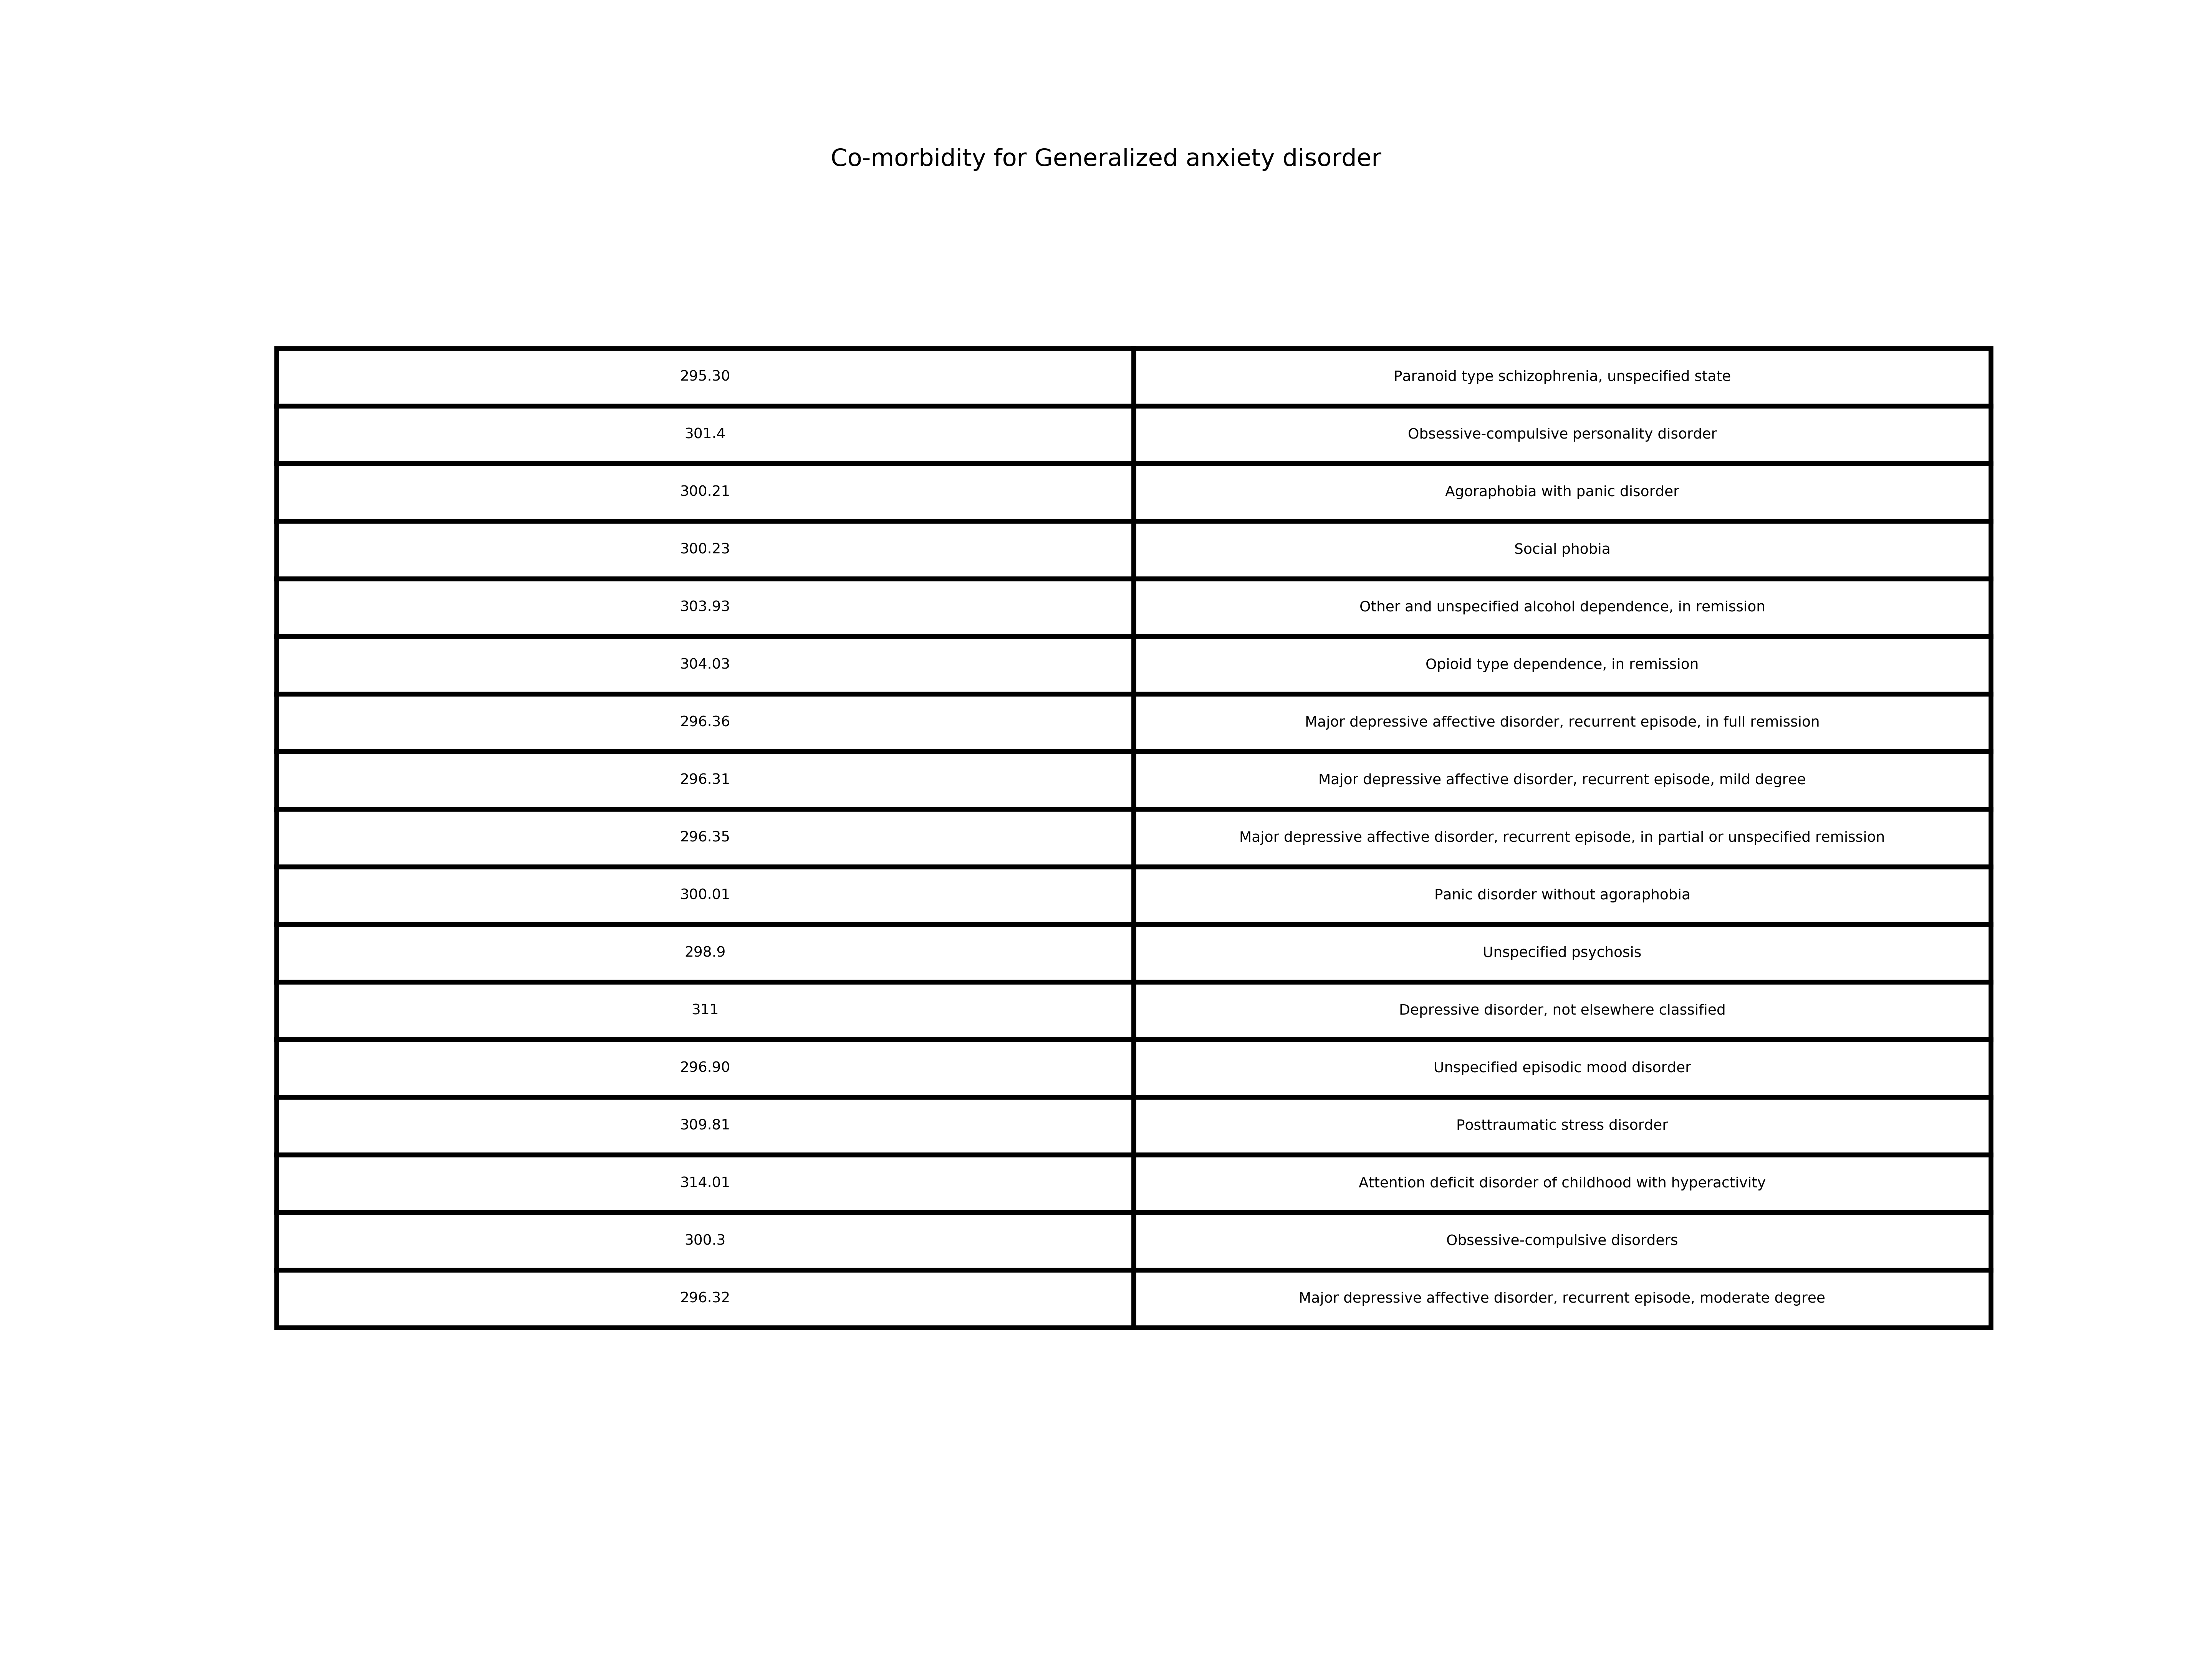 Co-morbidity for Generalized anxiety disorder
295.30 Paranoid type schizophrenia, unspecified state
301.4 Obsessive-compulsive personality disorder
300.21 Agoraphobia with panic disorder
300.23 Social phobia
303.93 Other and unspecified alcohol dependence, in remission
304.03 Opioid type dependence, in remission
296.36 Major depressive affective disorder, recurrent episode, in full remission
296.31 Major depressive affective disorder, recurrent episode, mild degree
296.35 Major depressive affective disorder, recurrent episode, in partial or unspecified remission
300.01 Panic disorder without agoraphobia
298.9 Unspecified psychosis
311 Depressive disorder, not elsewhere classified
296.90 Unspecified episodic mood disorder
309.81 Posttraumatic stress disorder
314.01 Attention deficit disorder of childhood with hyperactivity
300.3 Obsessive-compulsive disorders
296.32 Major depressive affective disorder, recurrent episode, moderate degree